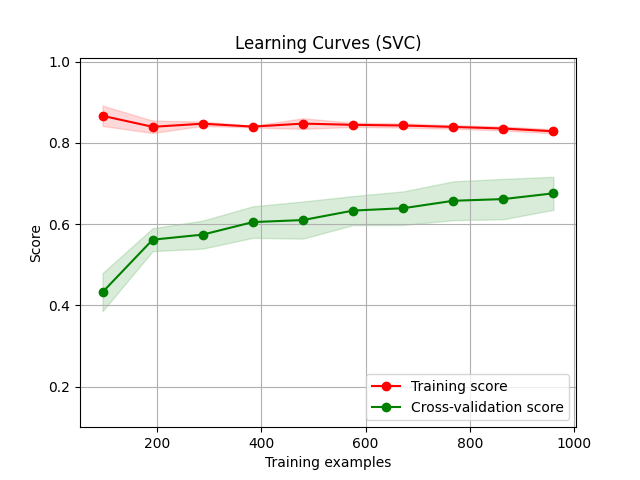 Learning Curves (SVC)
1.0
0.8
0.6
0.4
0.2
Score
200
400
600
800
1000
Training examples
Training score
Cross-validation score